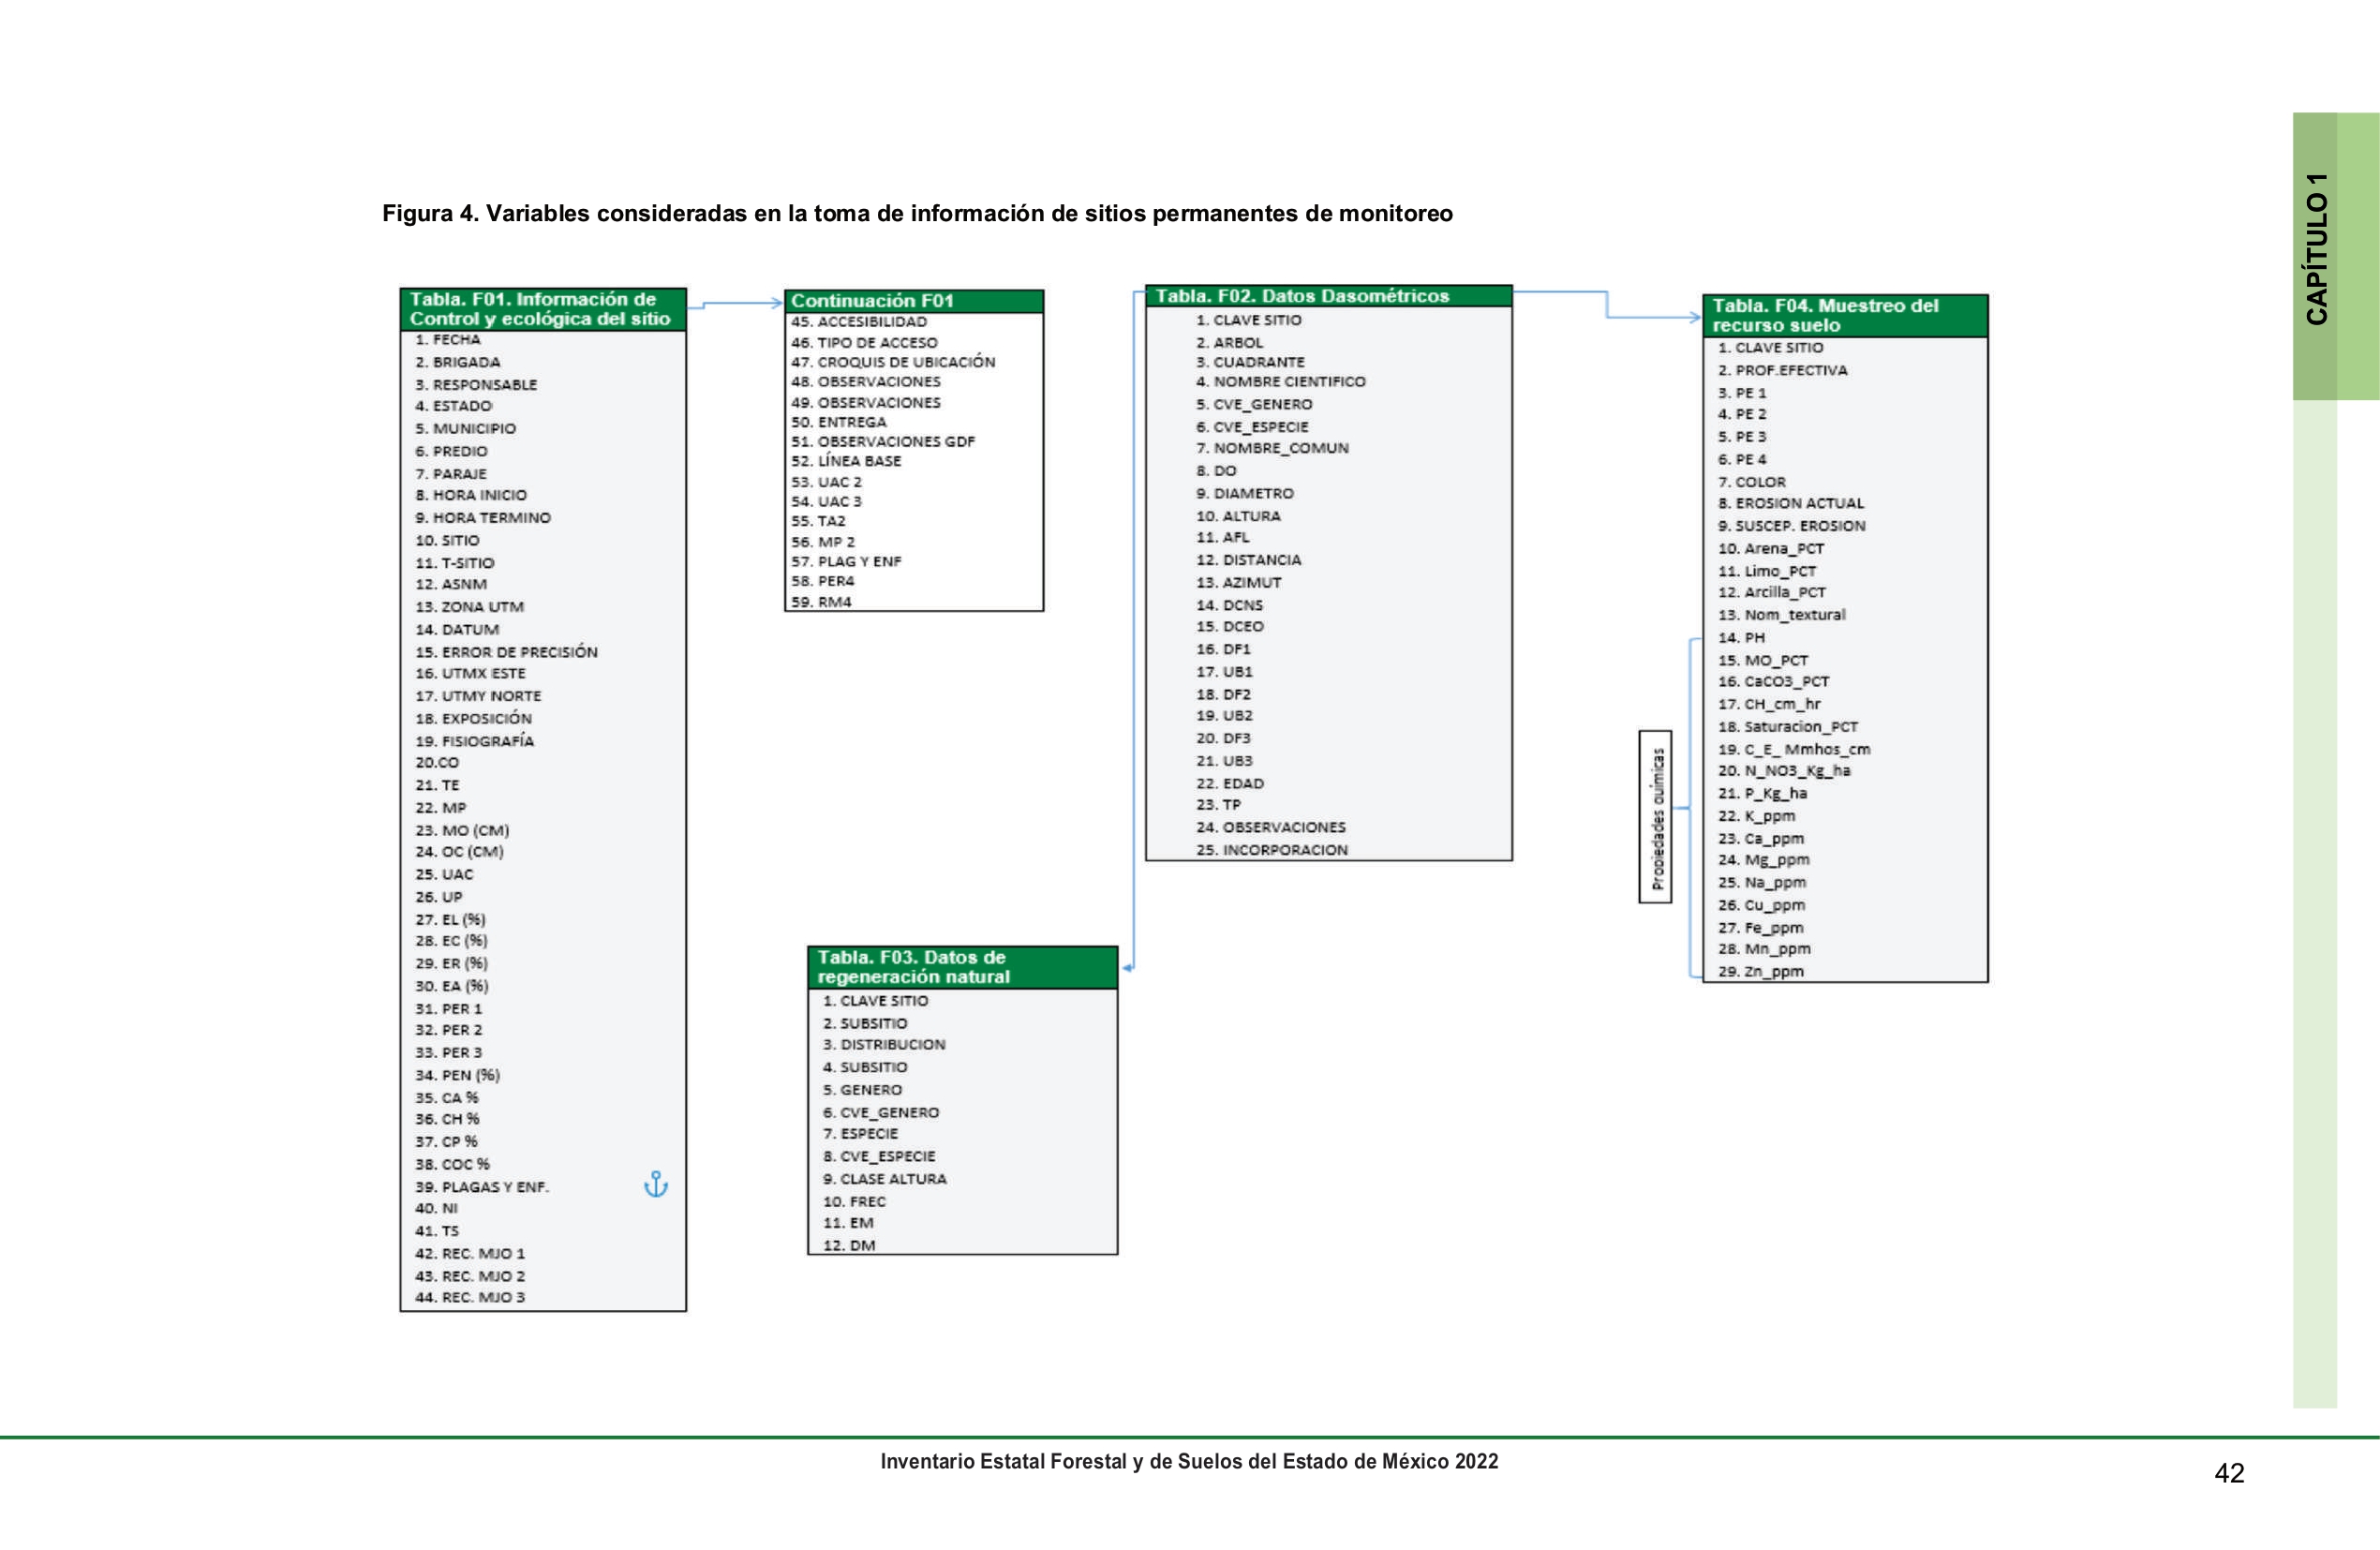 CAPÍTULO 1
Figura 4. Variables consideradas en la toma de información de sitios permanentes de monitoreo
Tabla. F01. Información de
Control y ecológica del sitio
1. FECHA
2. BRIGADA
3. RESPONSABLE
4. ESTADO
5. MUNICIPIO
6. PREDIO
7. PARAJE
8. HORA INICIO
9. HORA TERMINO
10. SITIO
11. T-SITIO
12. ASNM
13. ZONA UTM
14. DATUM
15. ERROR DE PRECISIÓN
16. UTMX ESTE
17. UTMY NORTE
18. EXPOSICIÓN
19. FISIOGRAFÍA
20.CO
21. TE
22. MP
23. MO (CM)
24. OC (CM)
25. UAC
26. UP
27. EL (%)
28. EC (%)
29. ER (%)
30. EA (%)
31. PER 1
32. PER 2
33. PER 3
34. PEN (%)
35. CA %
36. CH %
37. CP %
38. COC %
39. PLAGAS Y ENF.
40. NI
41. TS
42. REC. MJO 1
43. REC. MJO 2
44. REC. MJO 3
Continuación F01
45. ACCESIBILIDAD
46. TIPO DE ACCESO
47. CROQUIS DE UBICACIÓN
48. OBSERVACIONES
49. OBSERVACIONES
50. ENTREGA
51. OBSERVACIONES GDF
52. LÍNEA BASE
53. UAC 2
54. UAC 3
55. TA2
56. MP 2
57. PLAG Y ENF
58. PER4
59. RM4
Tabla. F02. Datos Dasométricos
1. CLAVE SITIO
2. ARBOL
3. CUADRANTE
4. NOMBRE CIENTIFICO
5. CVE_GENERO
6. CVE_ESPECIE
7. NOMBRE_COMUN
8. DO
9. DIAMETRO
10. ALTURA
11. AFL
12. DISTANCIA
13. AZIMUT
14. DCNS
15. DCEO
16. DF1
17. UB1
18. DF2
19. UB2
20. DF3
21. UB3
22. EDAD
23. TP
24. OBSERVACIONES
25. INCORPORACION
Tabla. F03. Datos de
regeneración natural
1. CLAVE SITIO
2. SUBSITIO
3. DISTRIBUCION
4. SUBSITIO
5. GENERO
6. CVE_GENERO
7. ESPECIE
8. CVE_ESPECIE
9. CLASE ALTURA
10. FREC
11. EM
12. DM
Tabla. F04. Muestreo del
recurso suelo
1. CLAVE SITIO
2. PROF.EFECTIVA
3. PE 1
4. PE 2
5. PE 3
6. PE 4
7. COLOR
8. EROSION ACTUAL
9. SUSCEP. EROSION
10. Arena_PCT
11. Limo_PCT
12. Arcilla_PCT
13. Nom_textural
14. PH
15. MO_PCT
16. CaCO3_PCT
17. CH_cm_hr
18. Saturacion_PCT
19. C_E_ Mmhos_cm
20. N_NO3_Kg_ha
21. P_Kg_ha
22. K_ppm
23. Ca_ppm
24. Mg_ppm
25. Na_ppm
26. Cu_ppm
27. Fe_ppm
28. Mn_ppm
29. Zn_ppm
Propiedades químicas
Inventario Estatal Forestal y de Suelos del Estado de México 2022
42